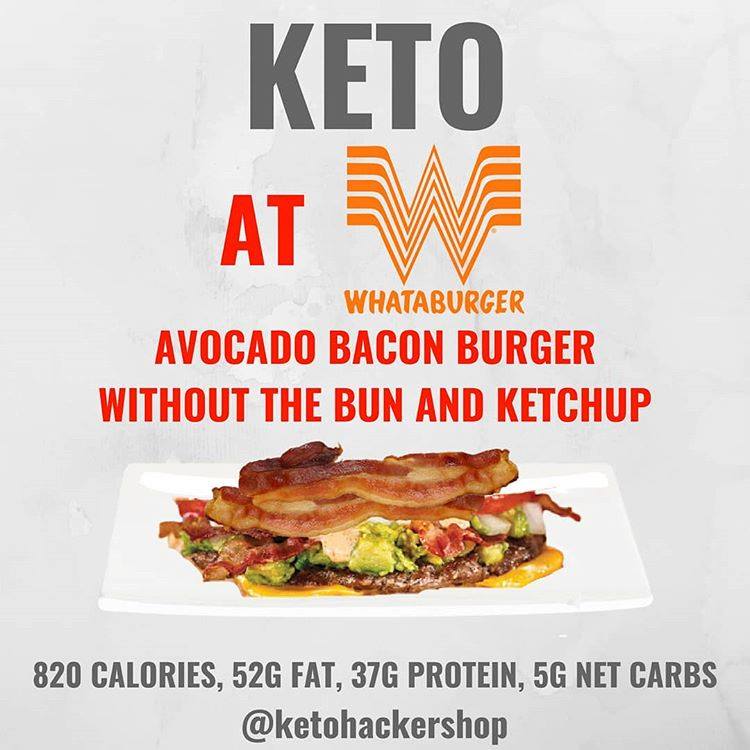 KETO
AT
WHATABURGER
AVOCADO BACON BURGER
WITHOUT THE BUN AND KETCHUP
820 CALORIES, 52G FAT, 37G PROTEIN, 5G NET CARBS
@ketohackershop